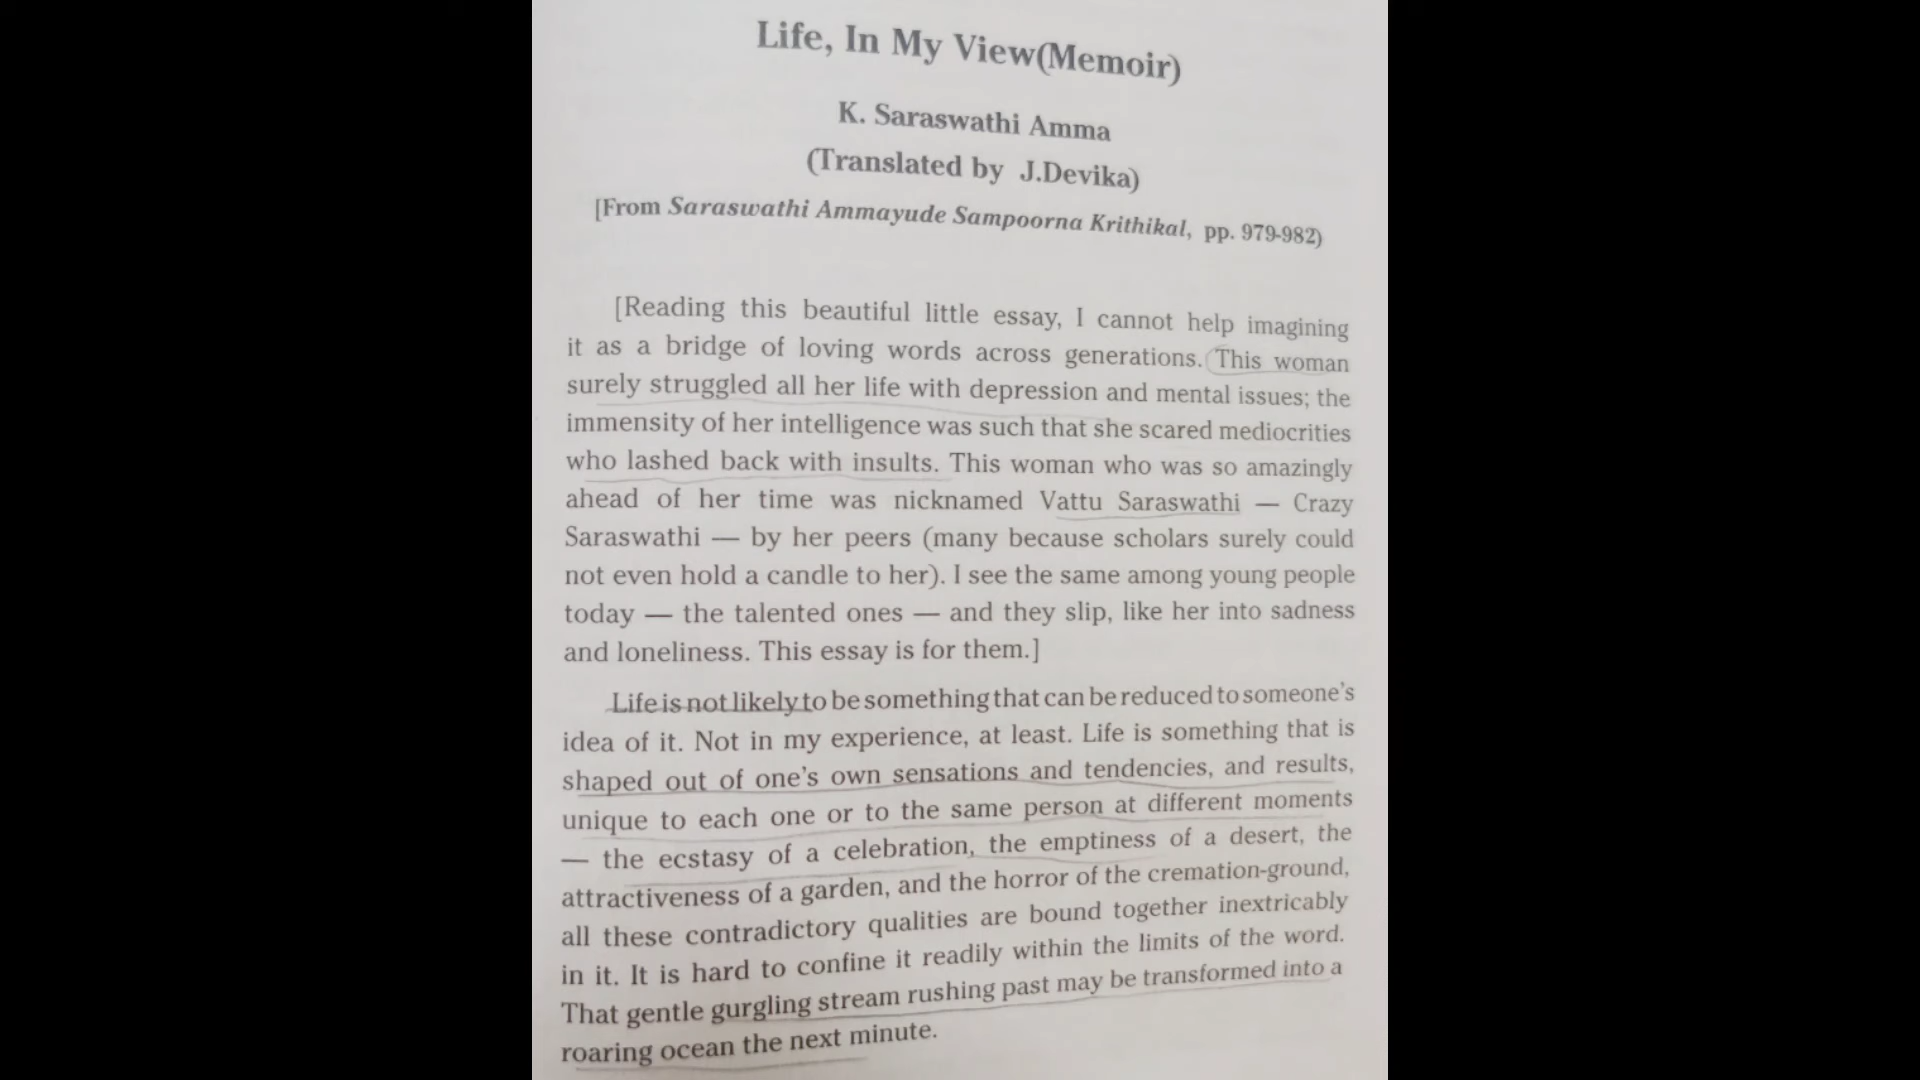 Life, In My View(Memoir)
K. Saraswathi Amma
(Translated by J.Devika)
[From Saraswathi Ammayude Sampoorna Krithikal, pp. 979-982)
[Reading this beautiful little essay, I cannot help imagining
it as a bridge of loving words across generations. This woman
surely struggled all her life with depression and mental issues; the
immensity of her intelligence was such that she scared mediocrities
who lashed back with insults. This woman who was so amazingly
ahead of her time was nicknamed Vattu Saraswathi — Crazy
Saraswathi — by her peers (many because scholars surely could
not even hold a candle to her). I see the same among young people
today — the talented ones — and they slip, like her into sadness
and loneliness. This essay is for them.]
Life is not likely to be something that can be reduced to someone's
idea of it. Not in my experience, at least. Life is something that is
shaped out of one's own sensations and tendencies, and results,
unique to each one or to the same person at different moments
— the ecstasy of a celebration, the emptiness of a desert, the
attractiveness of a garden, and the horror of the cremation-ground,
all these contradictory qualities are bound together inextricably
in it. It is hard to confine it readily within the limits of the word.
That gentle gurgling stream rushing past may be transformed into a
roaring ocean the next minute.